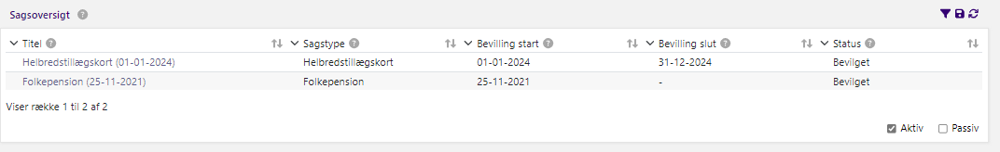 Sagsoversigt
Titel Sagstype Bevilling start Bevilling slut Status
Helbredstillægskort (01-01-2024) Helbredstillægskort 01-01-2024 31-12-2024 Bevilget
Folkepension (25-11-2021) Folkepension 25-11-2021 - Bevilget
Viser række 1 til 2 af 2
Aktiv Passiv